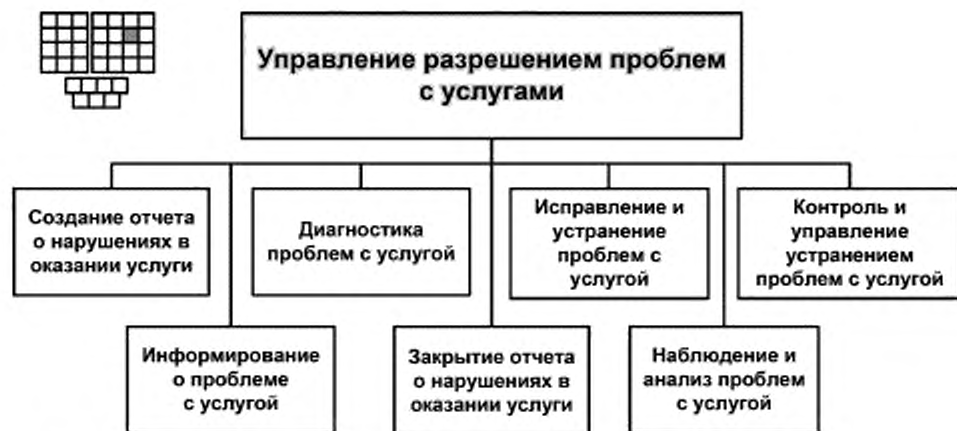 Управление разрешением проблем
с услугами
Создание отчета
о нарушениях в
оказании услуги
Диагностика
проблем с услугой
Исправление и
устранение
проблем с
услугой
Контроль и
управление
устранением
проблем с услугой
Информирование
о проблеме
с услугой
Закрытие отчета
о нарушениях в
оказании услуги
Наблюдение и
анализ проблем
с услугой